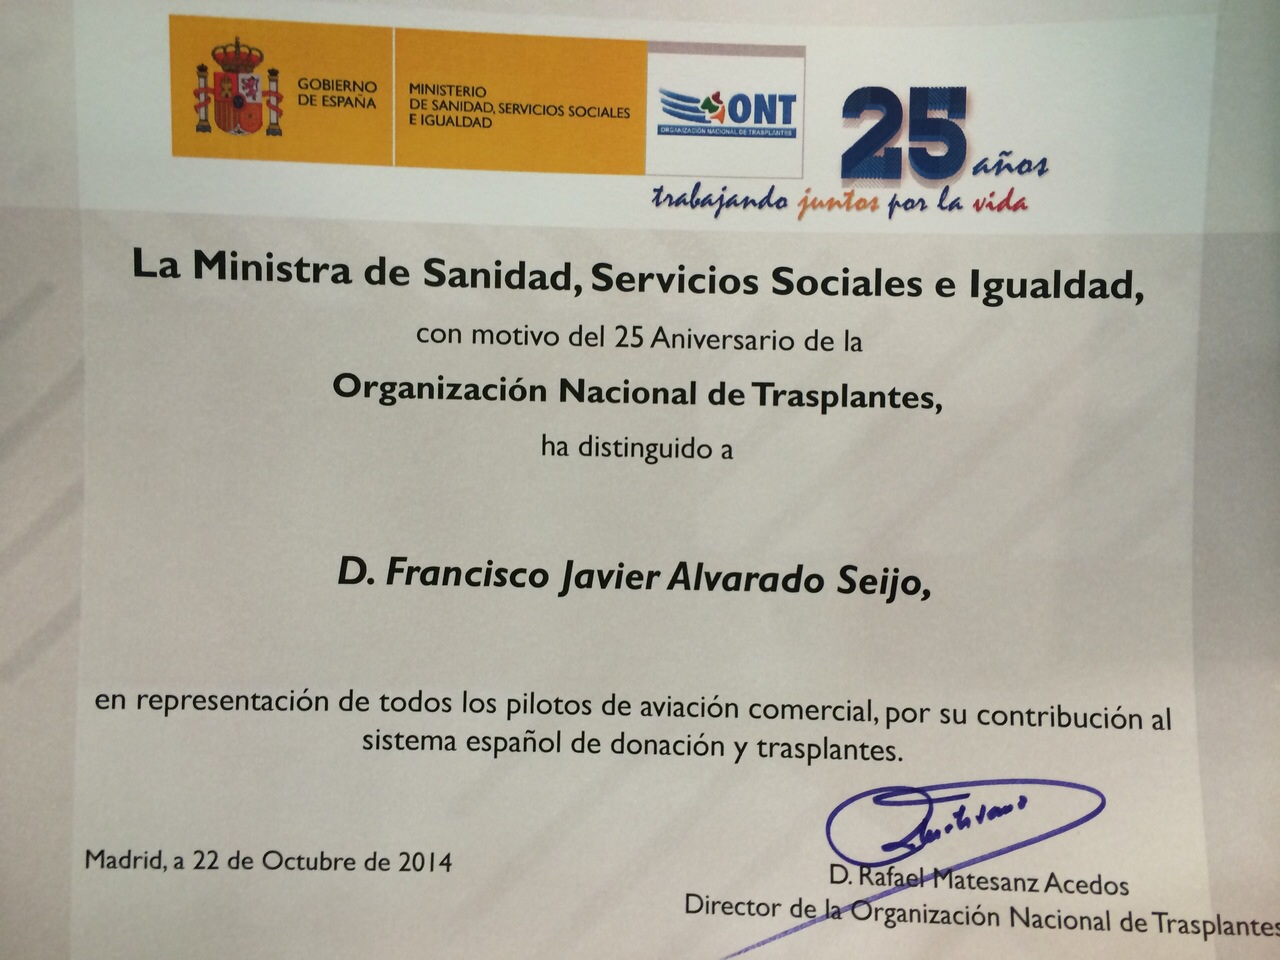 GOBIERNO
DE ESPAÑA
MINISTERIO
DE SANIDAD, SERVICIOS SOCIALES
E IGUALDAD
ONT
ORGANIZACIÓN NACIONAL DE TRASPLANTES
25 años
trabajando juntos por la vida
La Ministra de Sanidad, Servicios Sociales e Igualdad,
con motivo del 25 Aniversario de la
Organización Nacional de Trasplantes,
ha distinguido a
D. Francisco Javier Alvarado Seijo,
en representación de todos los pilotos de aviación comercial, por su contribución al
sistema español de donación y trasplantes.
Madrid, a 22 de Octubre de 2014
D. Rafael Matesanz Acedos
Director de la Organización Nacional de Trasplantes